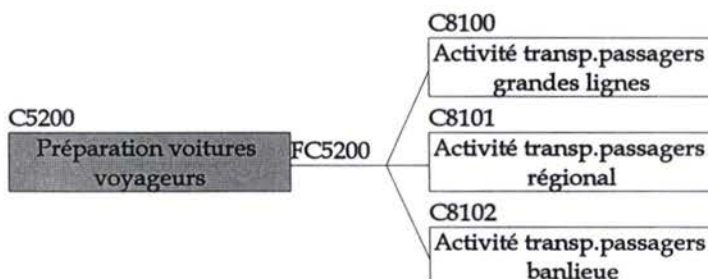 C8100
Activité transp.passagers
grandes lignes
C5200
Préparation voitures
voyageurs
FC5200
C8101
Activité transp.passagers
régional
C8102
Activité transp.passagers
banlieue